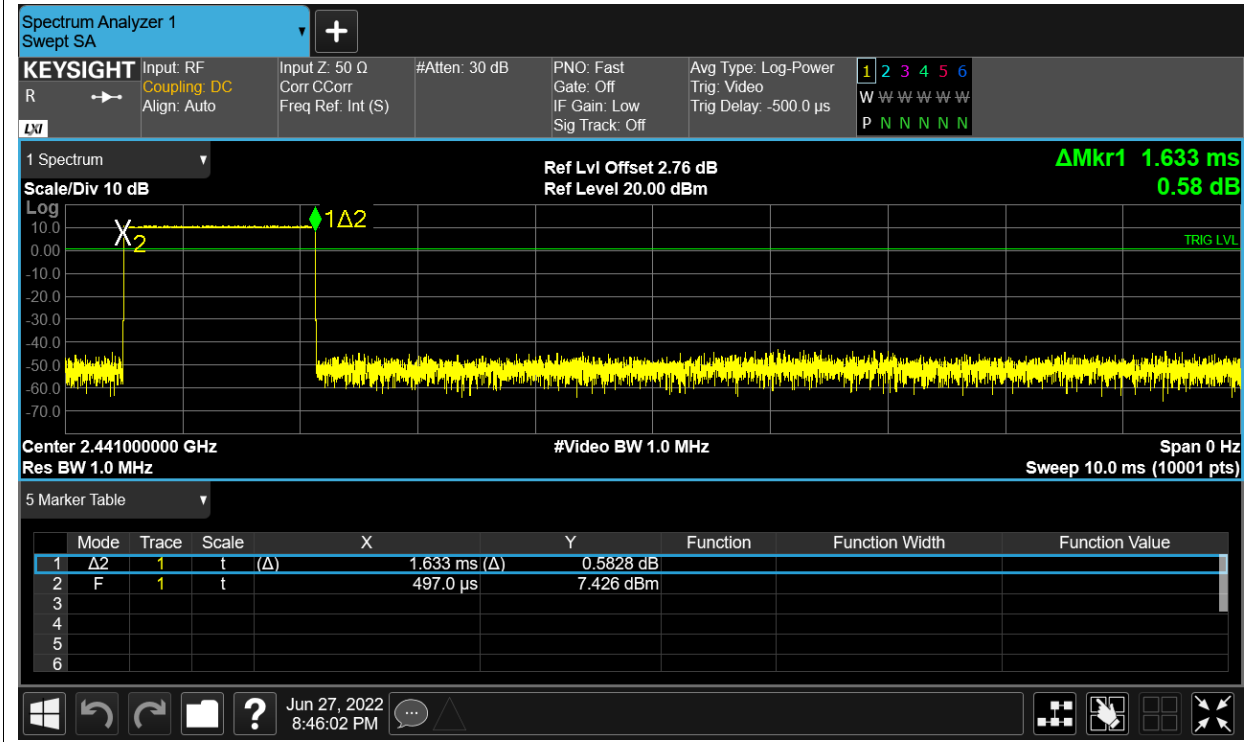 Spectrum Analyzer 1
Swept SA
KEYSIGHT
R
LXI
Input: RF
Coupling: DC
Align: Auto
Input Z: 50 Ω
Corr CCorr
Freq Ref: Int (S)
#Atten: 30 dB
PNO: Fast
Gate: Off
IF Gain: Low
Sig Track: Off
Avg Type: Log-Power
Trig: Video
Trig Delay: -500.0 µs
1 2 3 4 5 6
W W W W W W
P N N N N N
1 Spectrum
Scale/Div 10 dB
Ref Lvl Offset 2.76 dB
Ref Level 20.00 dBm
ΔMkr1 1.633 ms
0.58 dB
Log
10.0
0.00
-10.0
-20.0
-30.0
-40.0
-50.0
-60.0
-70.0
X2
1Δ2
TRIG LVL
Center 2.441000000 GHz
#Video BW 1.0 MHz
Span 0 Hz
Res BW 1.0 MHz
Sweep 10.0 ms (10001 pts)
5 Marker Table
Mode Trace Scale X Y Function Function Width Function Value
1 Δ2 1 t (Δ) 1.633 ms (Δ) 0.5828 dB
2 F 1 t 497.0 µs 7.426 dBm
3
4
5
6
?
Jun 27, 2022
8:46:02 PM